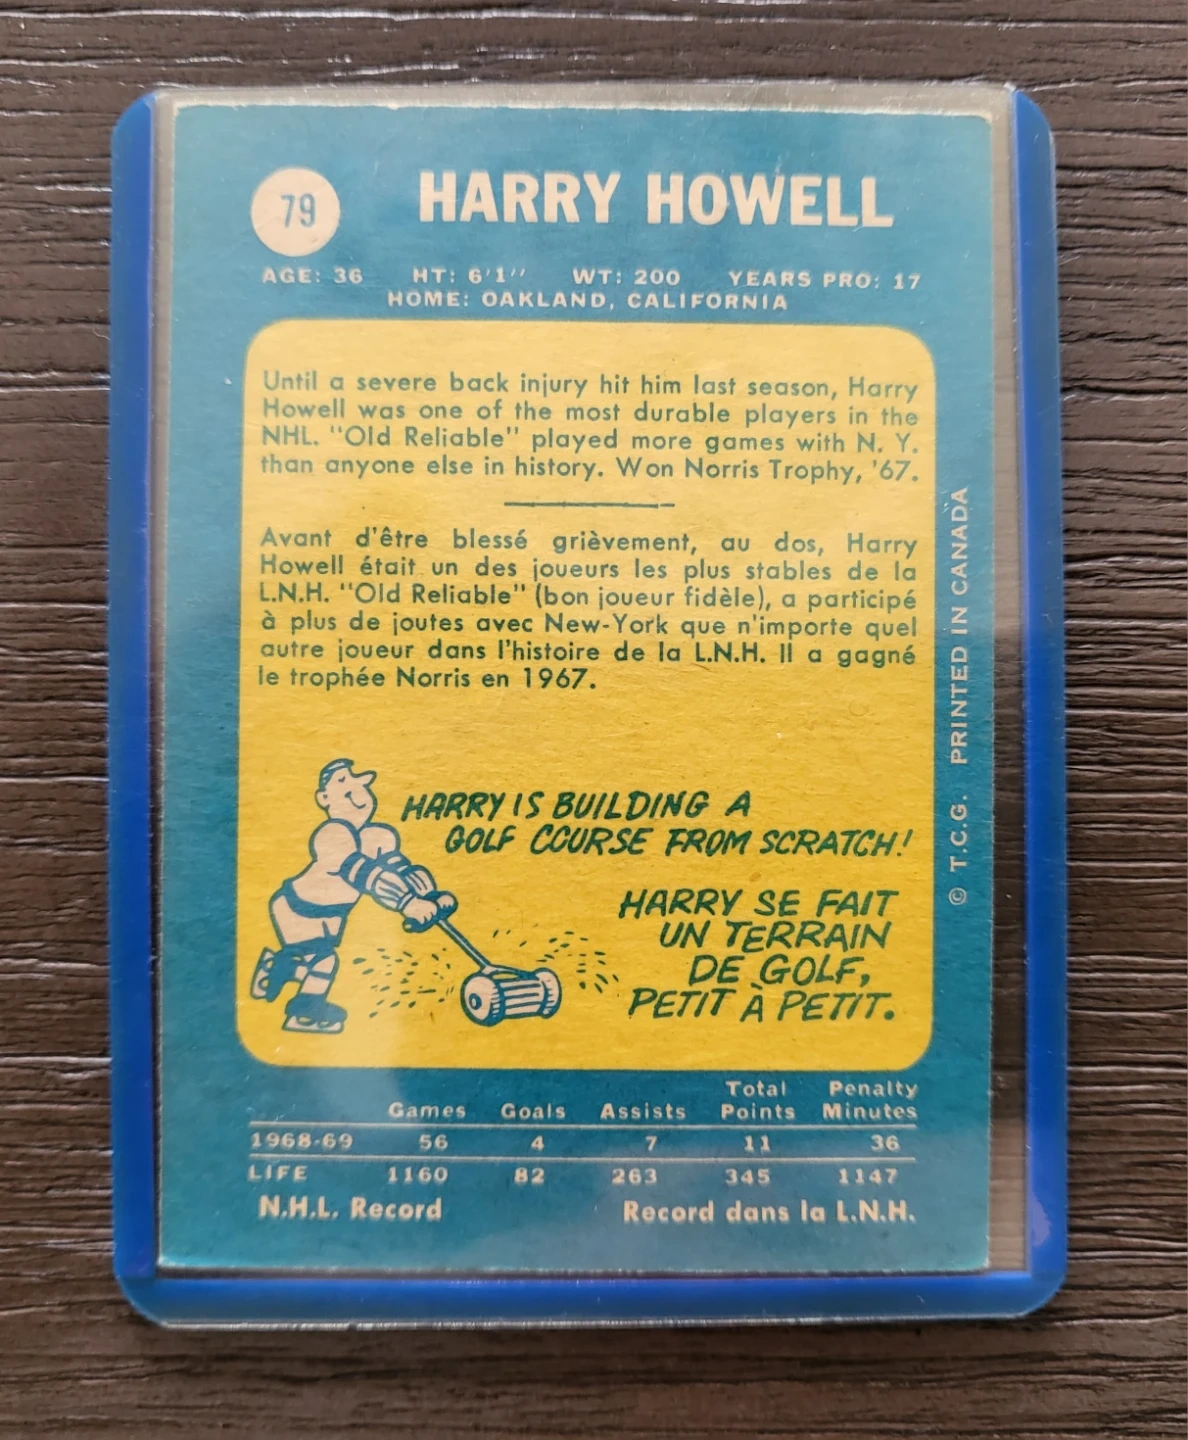 79
HARRY HOWELL
AGE: 36 HT: 6'1'' WT: 200 YEARS PRO: 17
HOME: OAKLAND, CALIFORNIA
Until a severe back injury hit him last season, Harry
Howell was one of the most durable players in the
NHL. "Old Reliable" played more games with N. Y.
than anyone else in history. Won Norris Trophy, '67.
Avant d'être blessé grièvement, au dos, Harry
Howell était un des joueurs les plus stables de la
L.N.H. "Old Reliable" (bon joueur fidèle), a participé
à plus de joutes avec New-York que n'importe quel
autre joueur dans l'histoire de la L.N.H. Il a gagné
le trophée Norris en 1967.
HARRY IS BUILDING A
GOLF COURSE FROM SCRATCH!
HARRY SE FAIT
UN TERRAIN
DE GOLF,
PETIT À PETIT.
© T.C.G. PRINTED IN CANADA
Total Penalty
Games Goals Assists Points Minutes
1968-69 56 4 7 11 36
LIFE 1160 82 263 345 1147
N.H.L. Record Record dans la L.N.H.